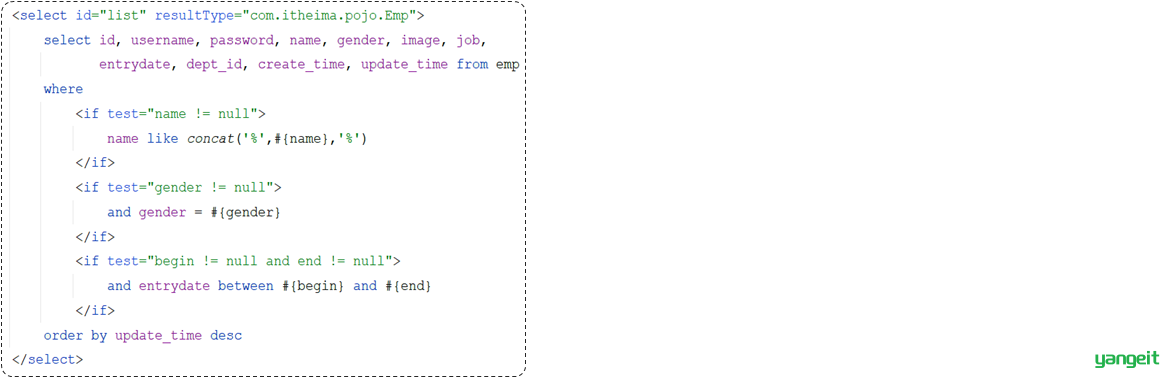 <select id="list" resultType="com.itheima.pojo.Emp">
    select id, username, password, name, gender, image, job,
           entrydate, dept_id, create_time, update_time from emp
    where
        <if test="name != null">
            name like concat('%',#{name},'%')
        </if>
        <if test="gender != null">
            and gender = #{gender}
        </if>
        <if test="begin != null and end != null">
            and entrydate between #{begin} and #{end}
        </if>
    order by update_time desc
</select>
yangeit